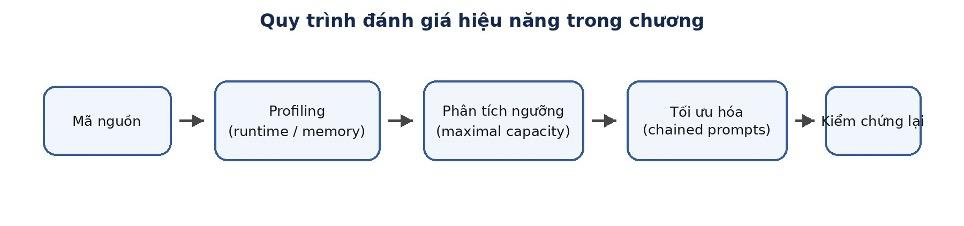 Quy trình đánh giá hiệu năng trong chương
Mã nguồn
Profiling
(runtime / memory)
Phân tích ngưỡng
(maximal capacity)
Tối ưu hóa
(chained prompts)
Kiểm chứng lại